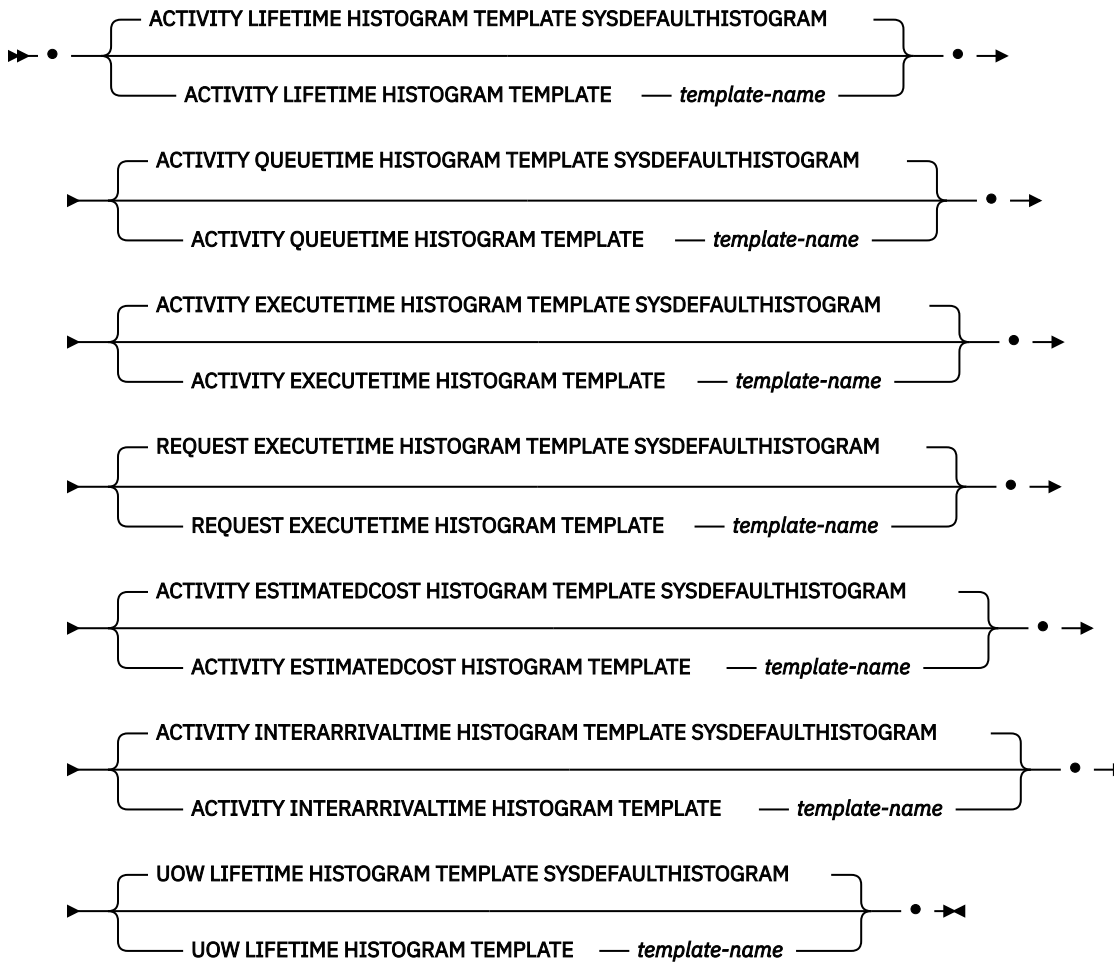 ACTIVITY LIFETIME HISTOGRAM TEMPLATE SYSDEFAULTHISTOGRAM
ACTIVITY LIFETIME HISTOGRAM TEMPLATE template-name
ACTIVITY QUEUETIME HISTOGRAM TEMPLATE SYSDEFAULTHISTOGRAM
ACTIVITY QUEUETIME HISTOGRAM TEMPLATE template-name
ACTIVITY EXECUTETIME HISTOGRAM TEMPLATE SYSDEFAULTHISTOGRAM
ACTIVITY EXECUTETIME HISTOGRAM TEMPLATE template-name
REQUEST EXECUTETIME HISTOGRAM TEMPLATE SYSDEFAULTHISTOGRAM
REQUEST EXECUTETIME HISTOGRAM TEMPLATE template-name
ACTIVITY ESTIMATEDCOST HISTOGRAM TEMPLATE SYSDEFAULTHISTOGRAM
ACTIVITY ESTIMATEDCOST HISTOGRAM TEMPLATE template-name
ACTIVITY INTERARRIVALTIME HISTOGRAM TEMPLATE SYSDEFAULTHISTOGRAM
ACTIVITY INTERARRIVALTIME HISTOGRAM TEMPLATE template-name
UOW LIFETIME HISTOGRAM TEMPLATE SYSDEFAULTHISTOGRAM
UOW LIFETIME HISTOGRAM TEMPLATE template-name